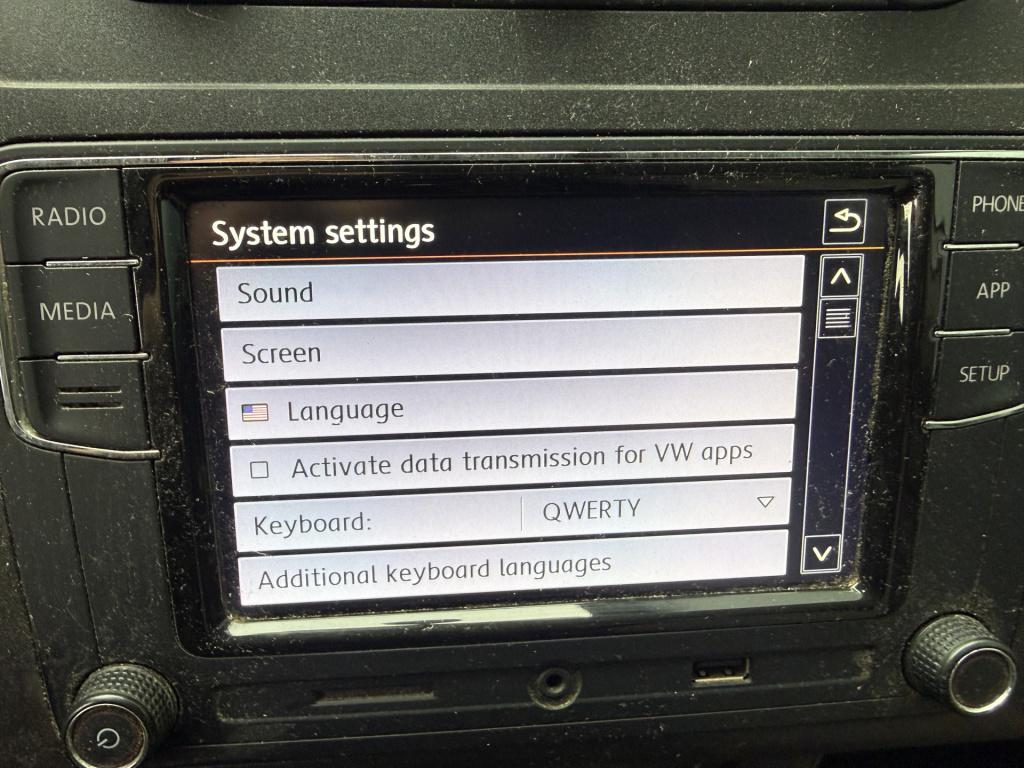 System settings
Sound
Screen
Language
Activate data transmission for VW apps
Keyboard: QWERTY
Additional keyboard languages
RADIO
MEDIA
PHONE
APP
SETUP